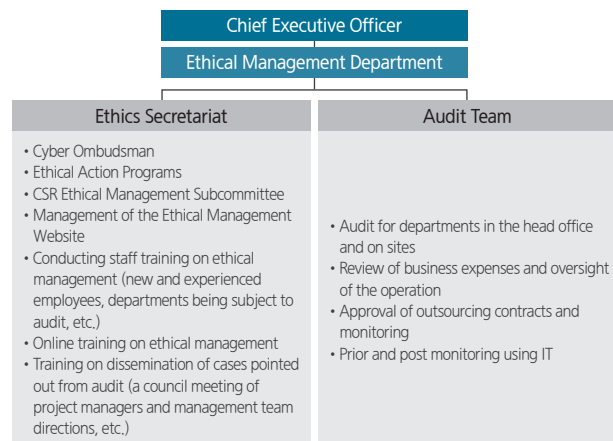 Chief Executive Officer
Ethical Management Department
Ethics Secretariat
• Cyber Ombudsman
• Ethical Action Programs
• CSR Ethical Management Subcommittee
• Management of the Ethical Management
Website
• Conducting staff training on ethical
management (new and experienced
employees, departments being subject to
audit, etc.)
• Online training on ethical management
• Training on dissemination of cases pointed
out from audit (a council meeting of
project managers and management team
directions, etc.)
Audit Team
• Audit for departments in the head office
and on sites
• Review of business expenses and oversight
of the operation
• Approval of outsourcing contracts and
monitoring
• Prior and post monitoring using IT